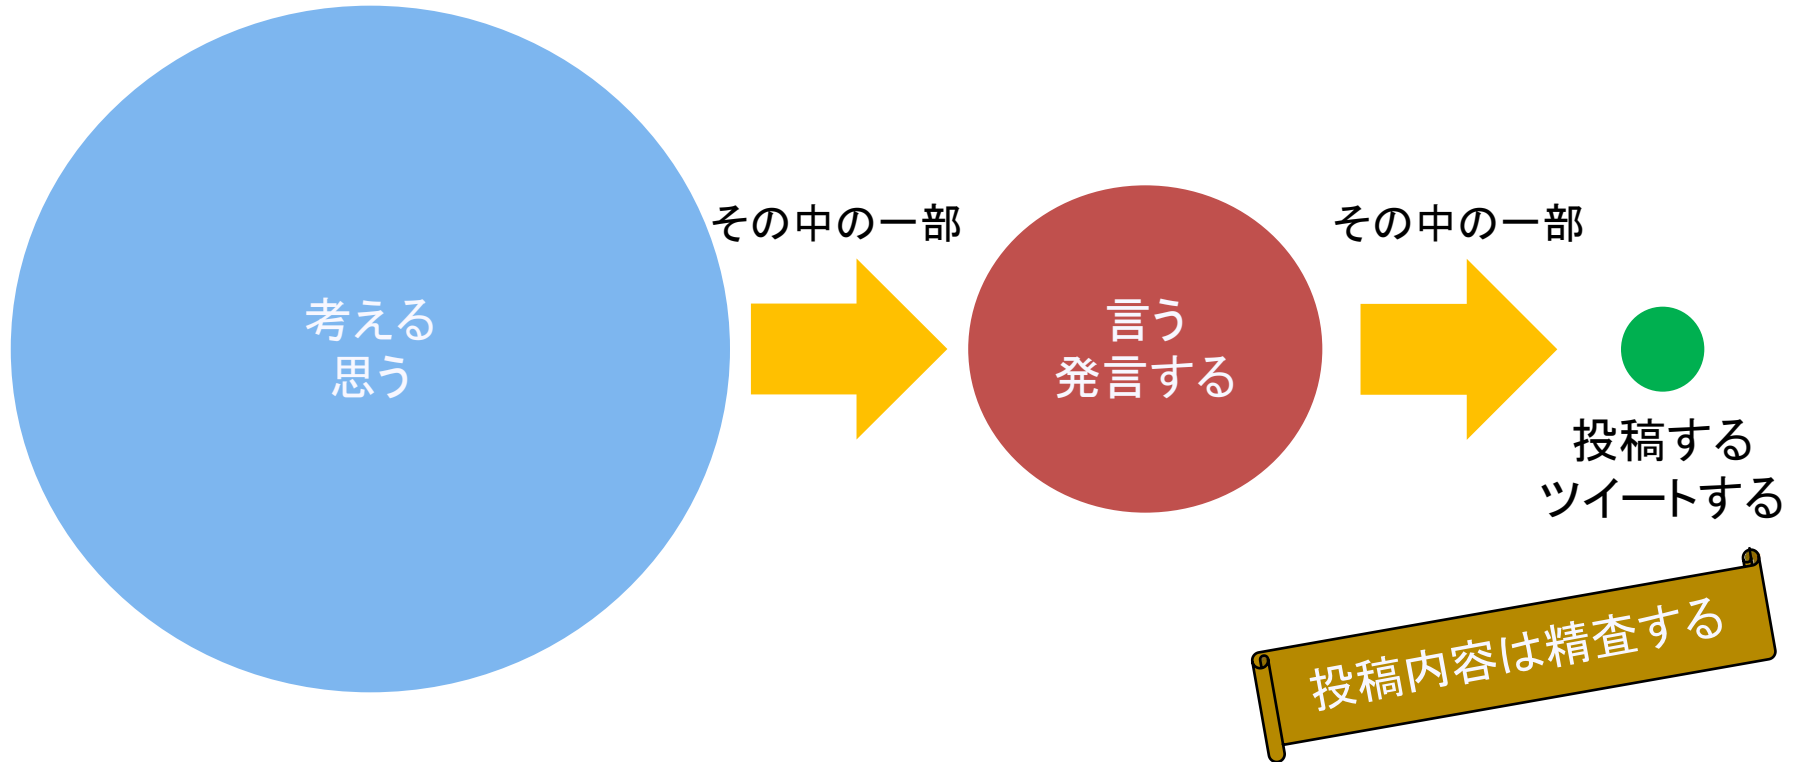 考える
思う
その中の一部
言う
発言する
その中の一部
投稿する
ツイートする
投稿内容は精査する